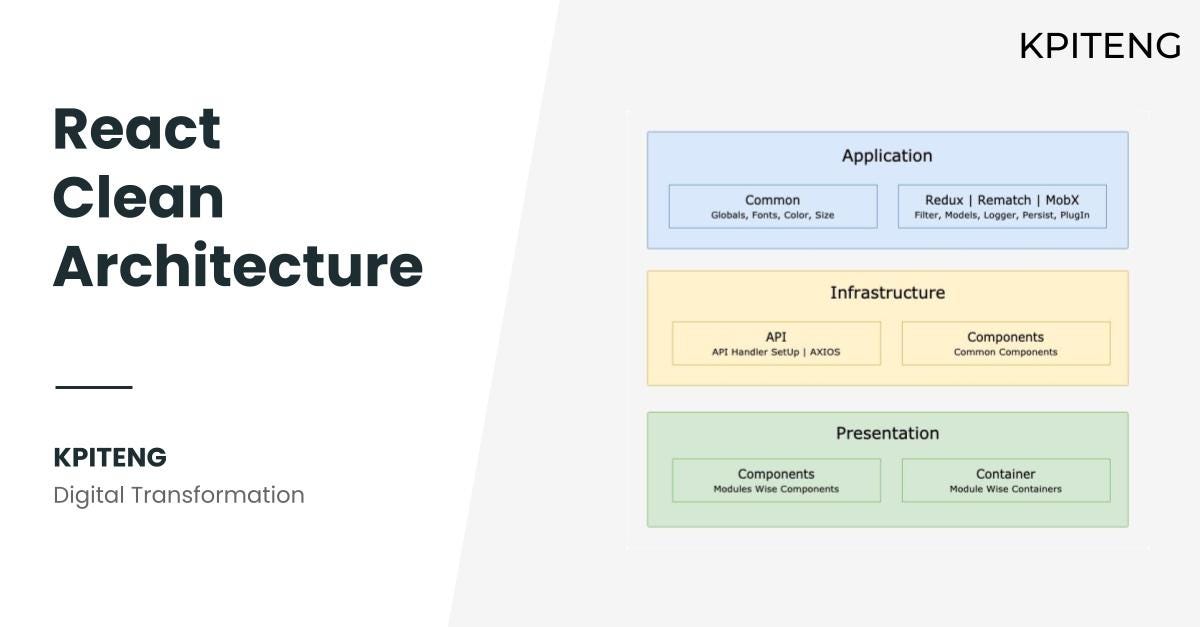 React
Clean
Architecture
KPITENG
Digital Transformation
KPITENG
Application
Common
Globals, Fonts, Color, Size
Redux | Rematch | MobX
Filter, Models, Logger, Persist, PlugIn
Infrastructure
API
API Handler SetUp | AXIOS
Components
Common Components
Presentation
Components
Modules Wise Components
Container
Module Wise Containers